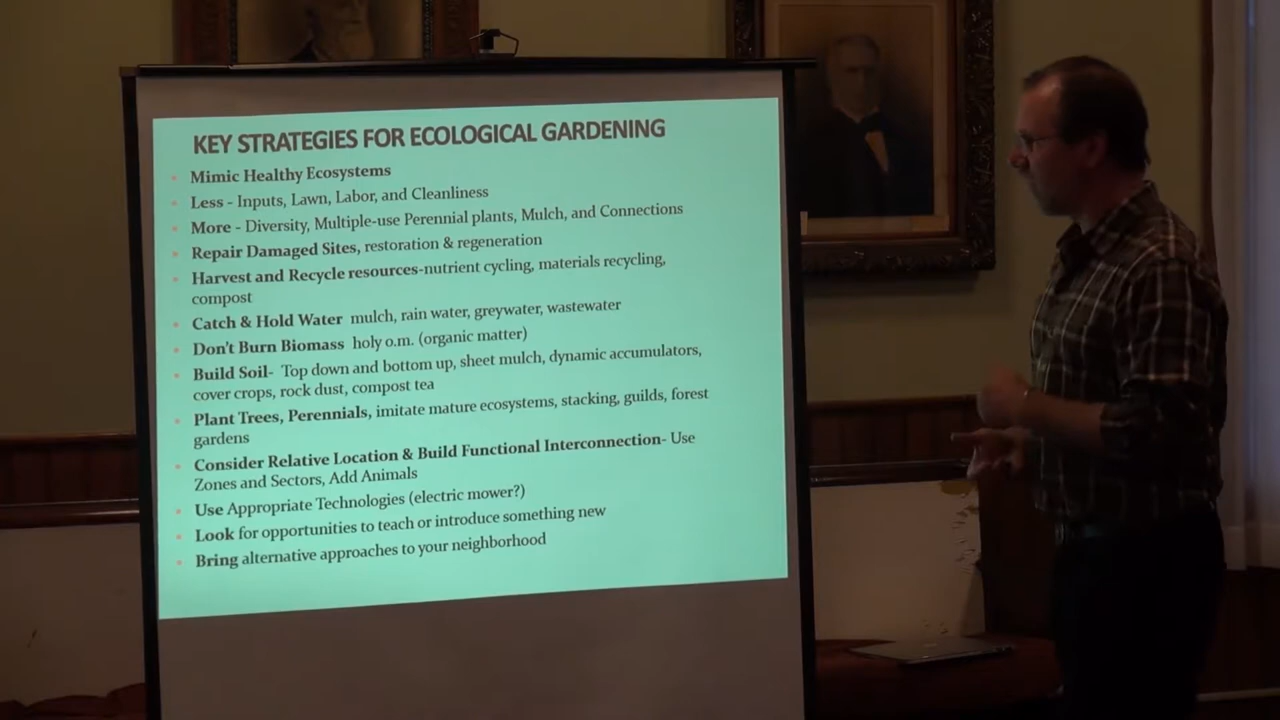 KEY STRATEGIES FOR ECOLOGICAL GARDENING
Mimic Healthy Ecosystems
Less - Inputs, Lawn, Labor, and Cleanliness
More - Diversity, Multiple-use Perennial plants, Mulch, and Connections
Repair Damaged Sites, restoration & regeneration
Harvest and Recycle resources-nutrient cycling, materials recycling,
compost
Catch & Hold Water mulch, rain water, greywater, wastewater
Don't Burn Biomass holy o.m. (organic matter)
Build Soil- Top down and bottom up, sheet mulch, dynamic accumulators,
cover crops, rock dust, compost tea
Plant Trees, Perennials, imitate mature ecosystems, stacking, guilds, forest
gardens
Consider Relative Location & Build Functional Interconnection- Use
Zones and Sectors, Add Animals
Use Appropriate Technologies (electric mower?)
Look for opportunities to teach or introduce something new
Bring alternative approaches to your neighborhood